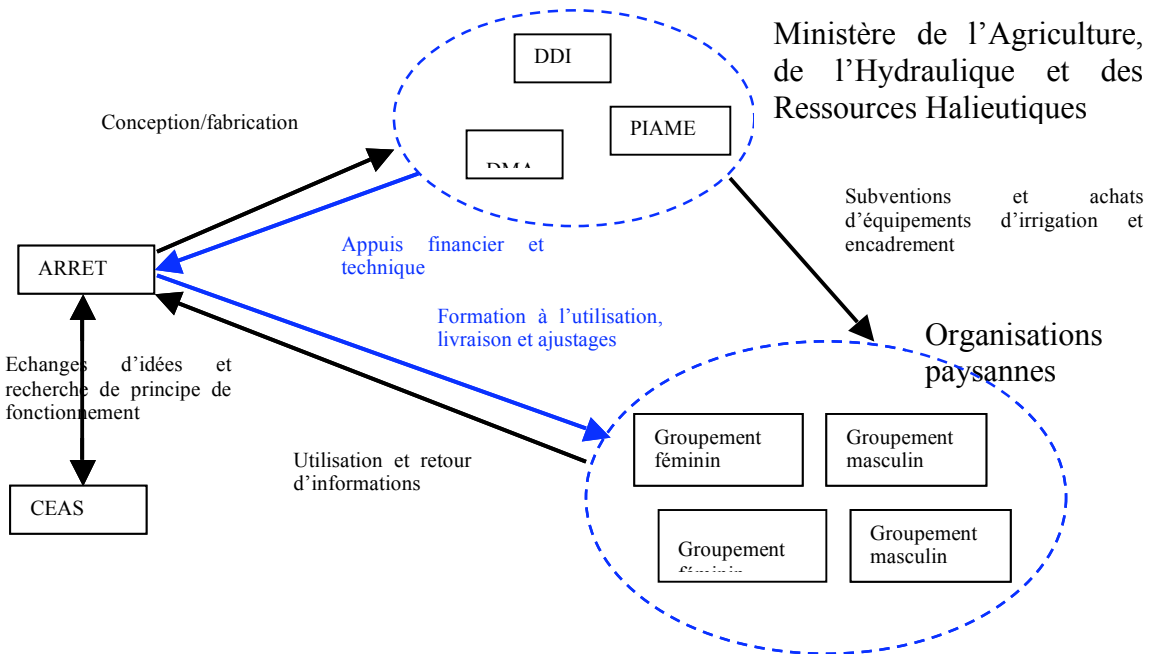 DDI
Ministère de l’Agriculture,
de l’Hydraulique et des
Ressources Halieutiques
Conception/fabrication
PIAME
DMA
Subventions et achats
d’équipements d’irrigation et
encadrement
Appuis financier et
technique
ARRET
Formation à l’utilisation,
livraison et ajustages
Organisations
paysannes
Echanges d’idées et
recherche de principe de
fonctionnement
Groupement
féminin
Groupement
masculin
Utilisation et retour
d’informations
CEAS
Groupement
masculin
Groupement
féminin